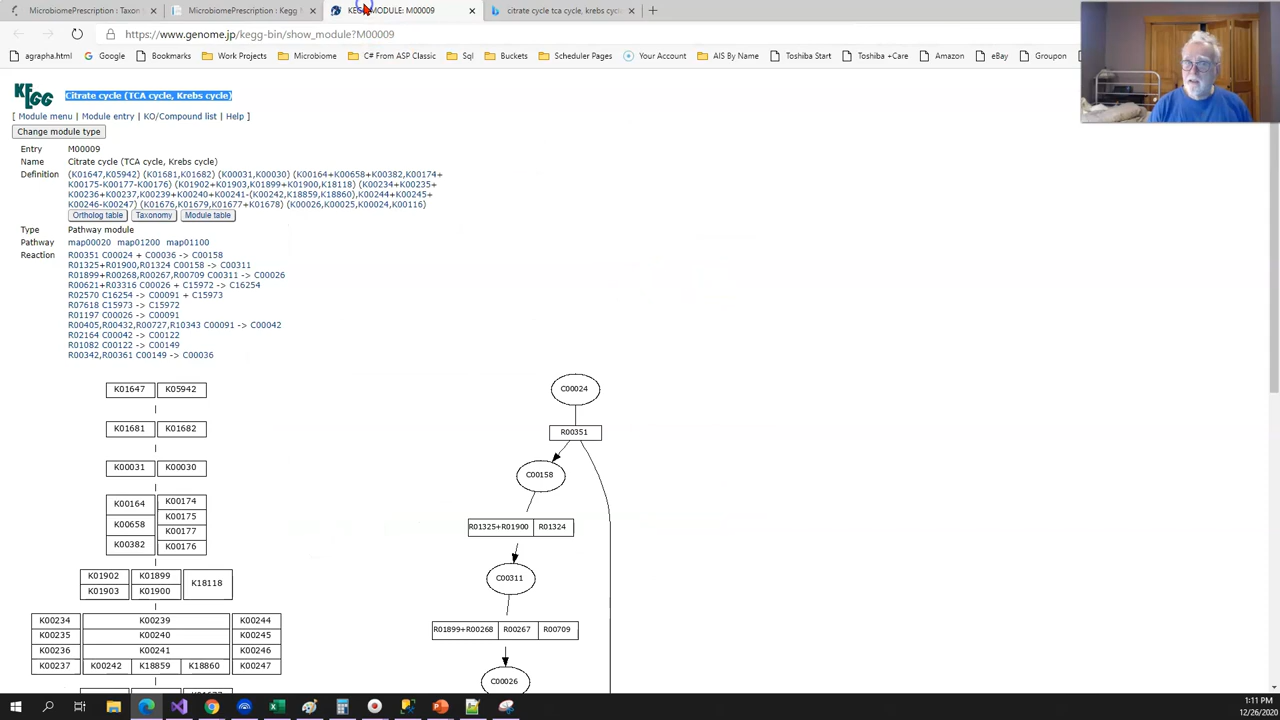 MicrobiomePrescription : Taxon
MicrobiomePrescription - Kegg M
KEGG MODULE: M00009
citrate cycle tca cycle, krebs cycle
https://www.genome.jp/kegg-bin/show_module?M00009
agrapha.html
Google
Bookmarks
Work Projects
Microbiome
C# From ASP Classic
Sql
Buckets
Scheduler Pages
Your Account
AIS By Name
Toshiba Start
Toshiba +Care
Amazon
eBay
Groupon
KEGG
Citrate cycle (TCA cycle, Krebs cycle)
[ Module menu | Module entry | KO/Compound list | Help ]
Change module type
Entry M00009
Name Citrate cycle (TCA cycle, Krebs cycle)
Definition (K01647,K05942) (K01681,K01682) (K00031,K00030) (K00164+K00658+K00382,K00174+
K00175-K00177-K00176) (K01902+K01903,K01899+K01900,K18118) (K00234+K00235+
K00236+K00237,K00239+K00240+K00241-(K00242,K18859,K18860),K00244+K00245+
K00246-K00247) (K01676,K01679,K01677+K01678) (K00026,K00025,K00024,K00116)
Ortholog table Taxonomy Module table
Type Pathway module
Pathway map00020 map01200 map01100
Reaction R00351 C00024 + C00036 -> C00158
R01325+R01900,R01324 C00158 -> C00311
R01899+R00268,R00267,R00709 C00311 -> C00026
R00621+R03316 C00026 + C15972 -> C16254
R02570 C16254 -> C00091 + C15973
R07618 C15973 -> C15972
R01197 C00026 -> C00091
R00405,R00432,R00727,R10343 C00091 -> C00042
R02164 C00042 -> C00122
R01082 C00122 -> C00149
R00342,R00361 C00149 -> C00036
K01647 K05942
K01681 K01682
K00031 K00030
K00164 K00174
K00175
K00658
K00177
K00382 K00176
K01902 K01899
K18118
K01903 K01900
K00234 K00239 K00244
K00235 K00240 K00245
K00236 K00241 K00246
K00237 K00242 K18859 K18860 K00247
C00024
R00351
C00158
R01325+R01900 R01324
C00311
R01899+R00268 R00267 R00709
C00026
1:11 PM
12/26/2020